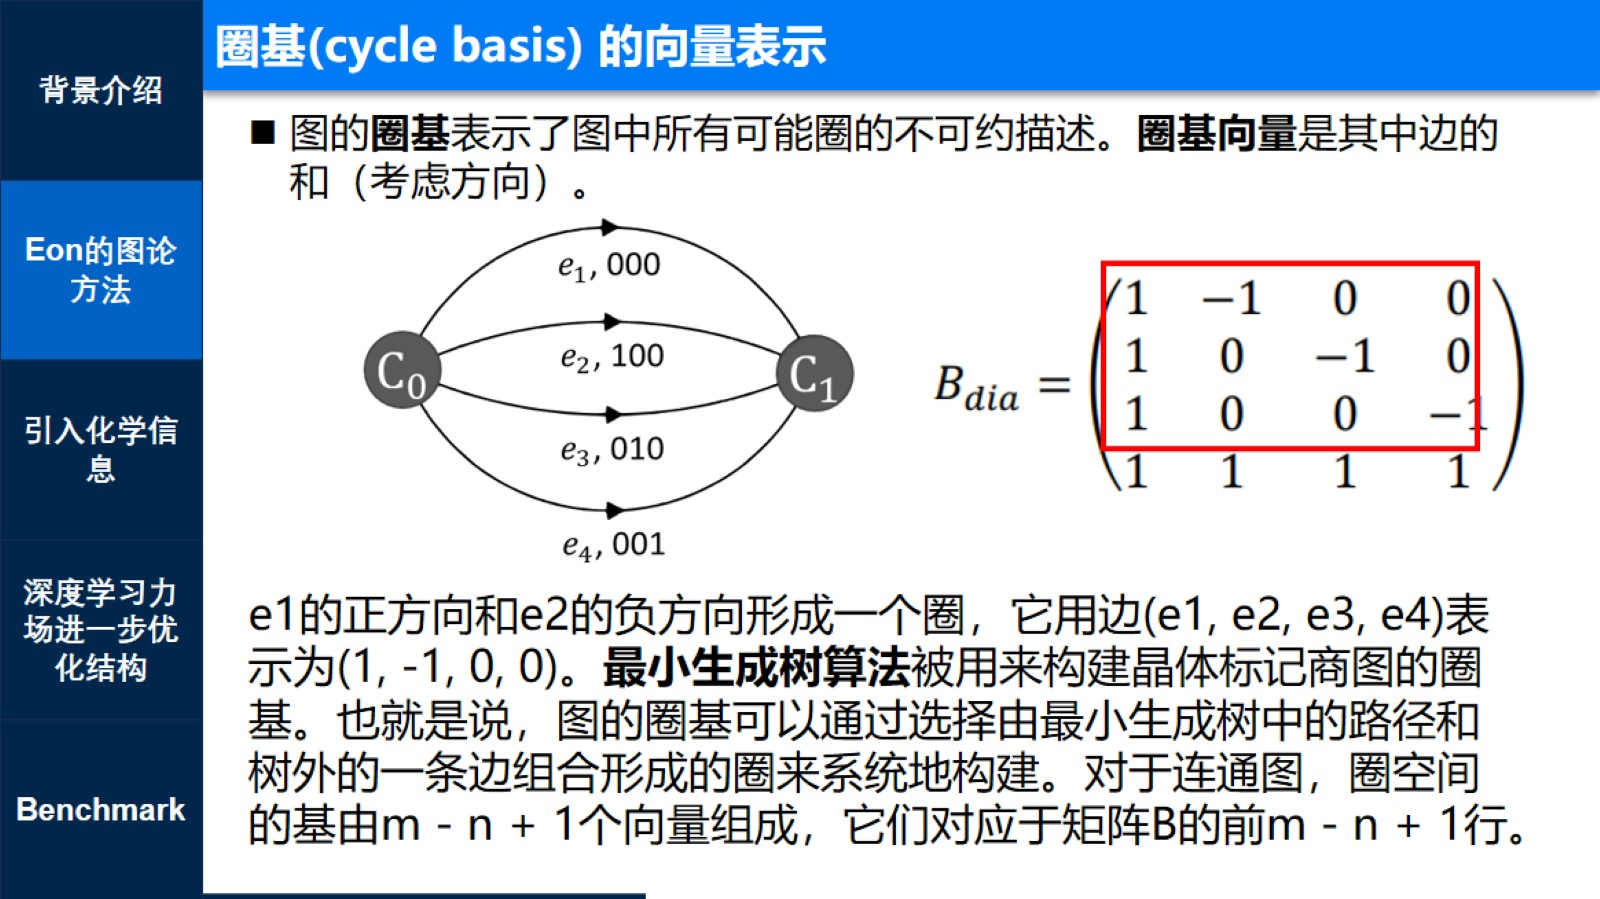 圈基(cycle basis) 的向量表示
背景介绍
Eon的图论
方法
引入化学信
息
深度学习力
场进一步优
化结构
Benchmark
■ 图的圈基表示了图中所有可能圈的不可约描述。圈基向量是其中边的
和（考虑方向）。
e₁, 000
e₂, 100
e₃, 010
e₄, 001
C₀
C₁
B_dia =
1 −1 0 0
1 0 −1 0
1 0 0 −1
1 1 1 1
e1的正方向和e2的负方向形成一个圈，它用边(e1, e2, e3, e4)表
示为(1, -1, 0, 0)。最小生成树算法被用来构建晶体标记商图的圈
基。也就是说，图的圈基可以通过选择由最小生成树中的路径和
树外的一条边组合形成的圈来系统地构建。对于连通图，圈空间
的基由m - n + 1个向量组成，它们对应于矩阵B的前m - n + 1行。